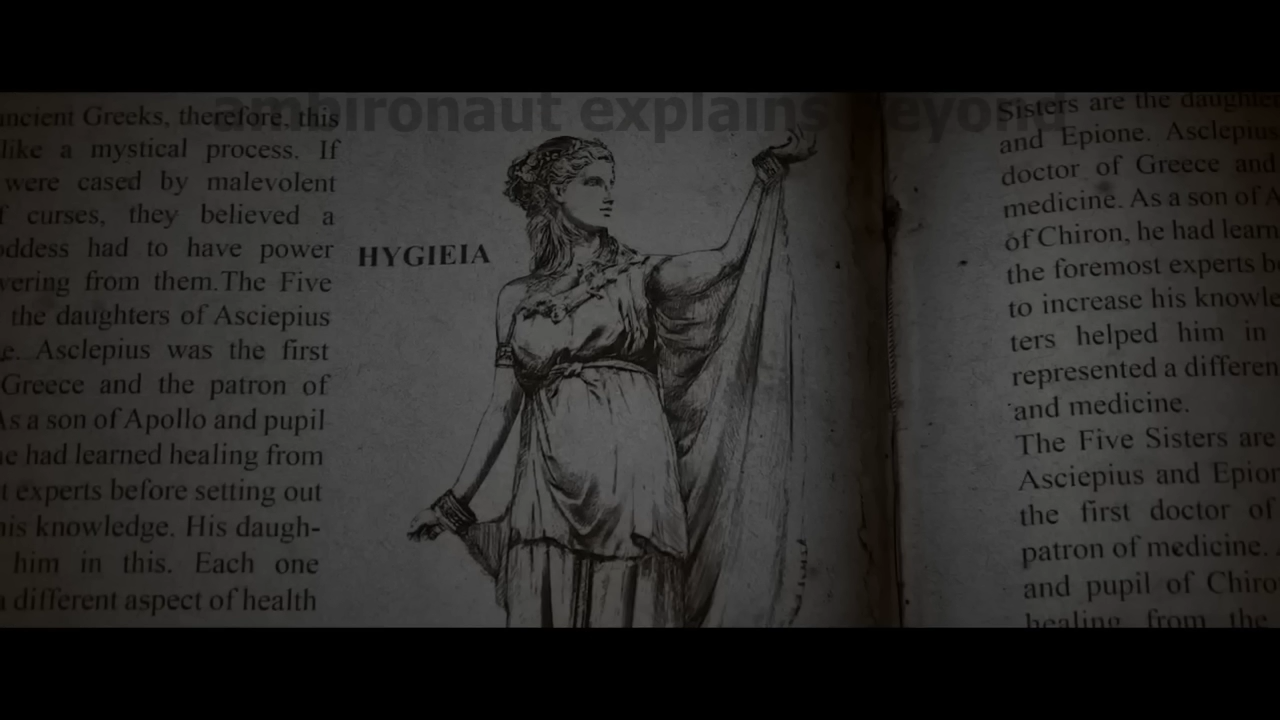 ambironaut explains beyond
ancient Greeks, therefore, this
like a mystical process. If
were cased by malevolent
curses, they believed a
had to have power
from them.The Five
the daughters of Asciepius
Asclepius was the first
Greece and the patron of
As a son of Apollo and pupil
he had learned healing from
experts before setting out
his knowledge. His daugh-
him in this. Each one
a different aspect of health
HYGIEIA
Sisters are the daughter
and Epione. Asclepius
doctor of Greece and
medicine. As a son of A
of Chiron, he had learn
the foremost experts be
to increase his knowle
ters helped him in
represented a differen
and medicine.
The Five Sisters are
Asciepius and Epion
the first doctor of
patron of medicine.
and pupil of Chiro
healing from the